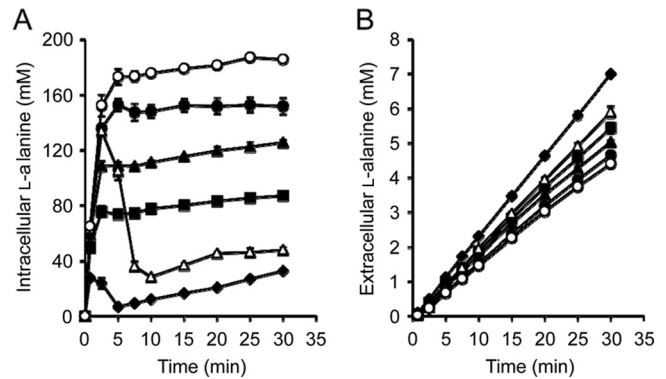 A
Intracellular L-alanine (mM)
200
160
120
80
40
0
0 5 10 15 20 25 30 35
Time (min)
B
Extracellular L-alanine (mM)
8
7
6
5
4
3
2
1
0
0 5 10 15 20 25 30 35
Time (min)